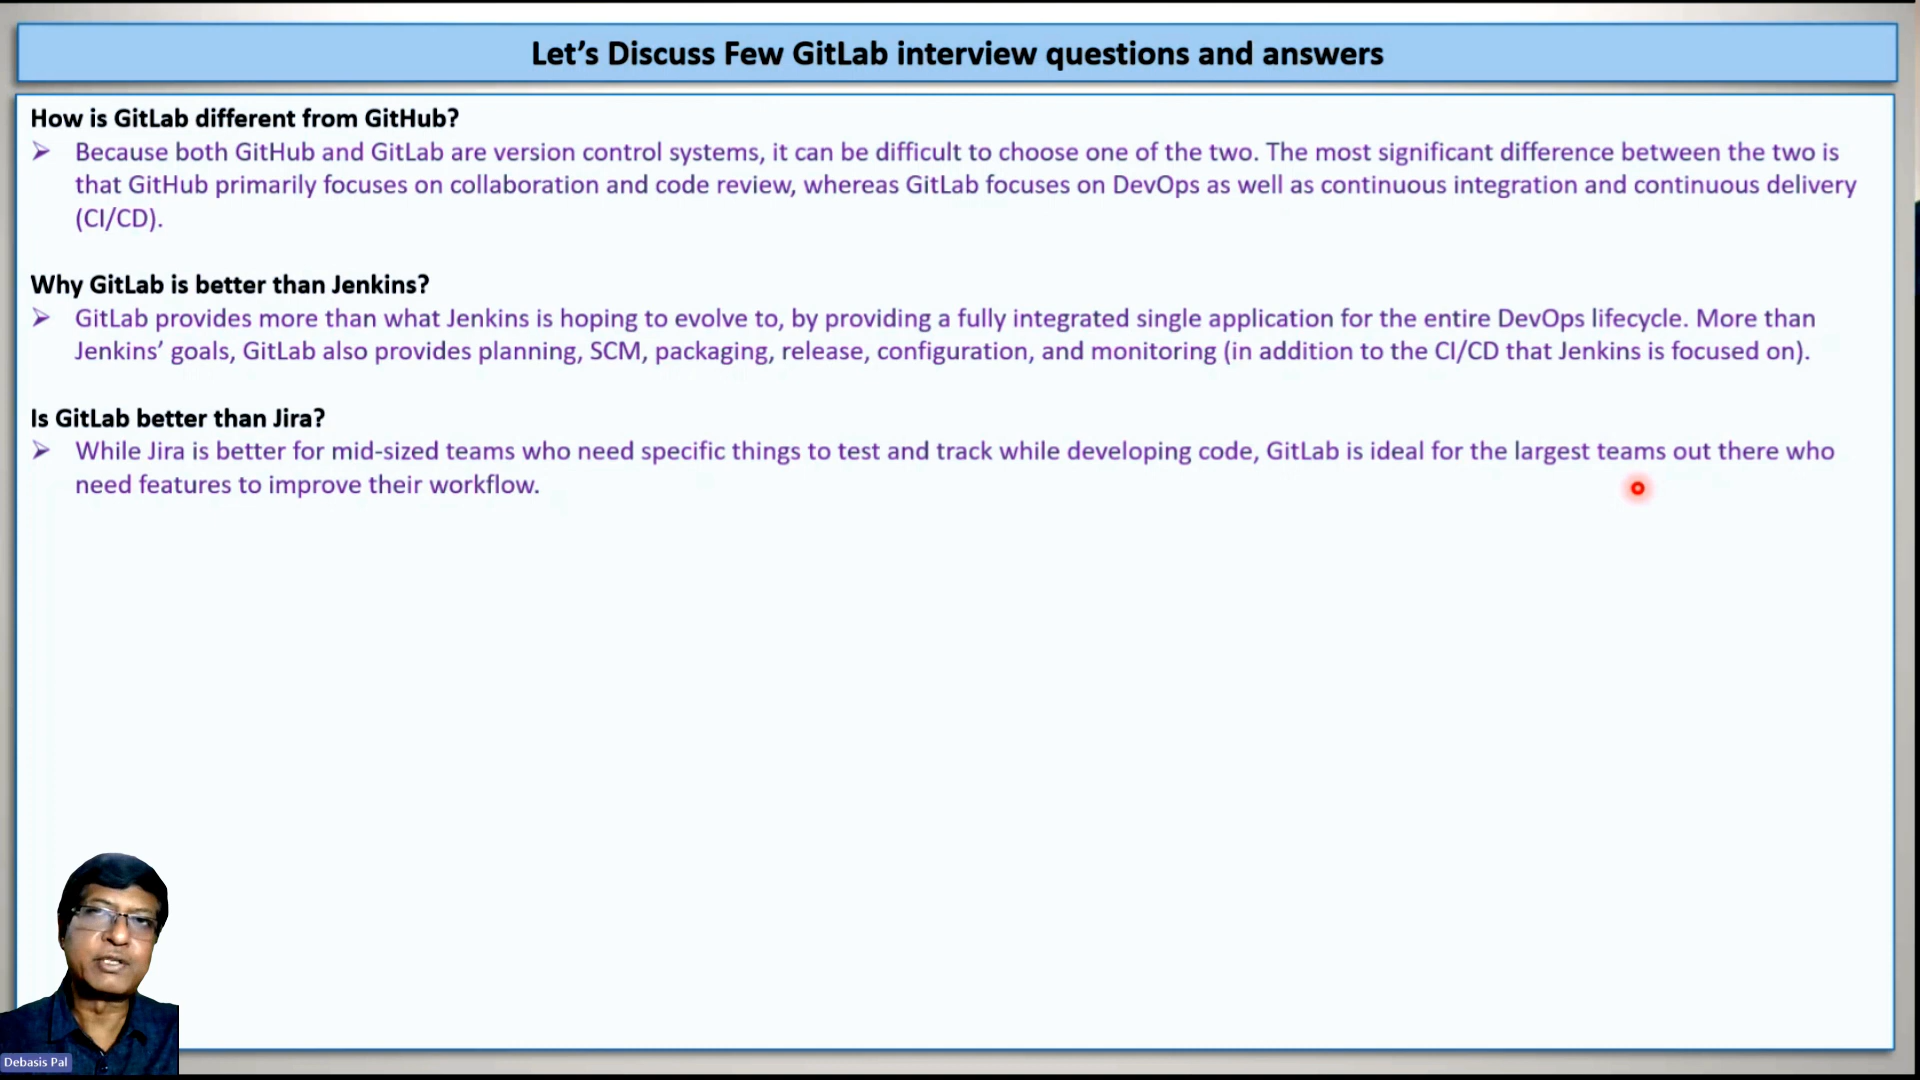 Let's Discuss Few GitLab interview questions and answers
How is GitLab different from GitHub?
➢ Because both GitHub and GitLab are version control systems, it can be difficult to choose one of the two. The most significant difference between the two is
that GitHub primarily focuses on collaboration and code review, whereas GitLab focuses on DevOps as well as continuous integration and continuous delivery
(CI/CD).
Why GitLab is better than Jenkins?
➢ GitLab provides more than what Jenkins is hoping to evolve to, by providing a fully integrated single application for the entire DevOps lifecycle. More than
Jenkins' goals, GitLab also provides planning, SCM, packaging, release, configuration, and monitoring (in addition to the CI/CD that Jenkins is focused on).
Is GitLab better than Jira?
➢ While Jira is better for mid-sized teams who need specific things to test and track while developing code, GitLab is ideal for the largest teams out there who
need features to improve their workflow.
Debasis Pal